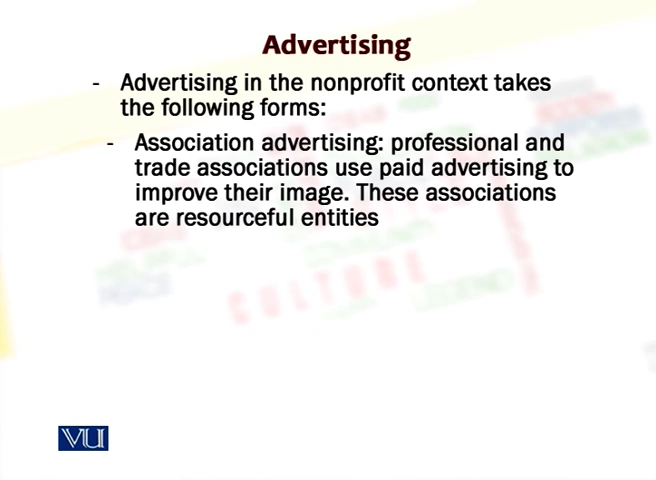 Advertising
- Advertising in the nonprofit context takes
the following forms:
- Association advertising: professional and
trade associations use paid advertising to
improve their image. These associations
are resourceful entities
CULTURE
VU